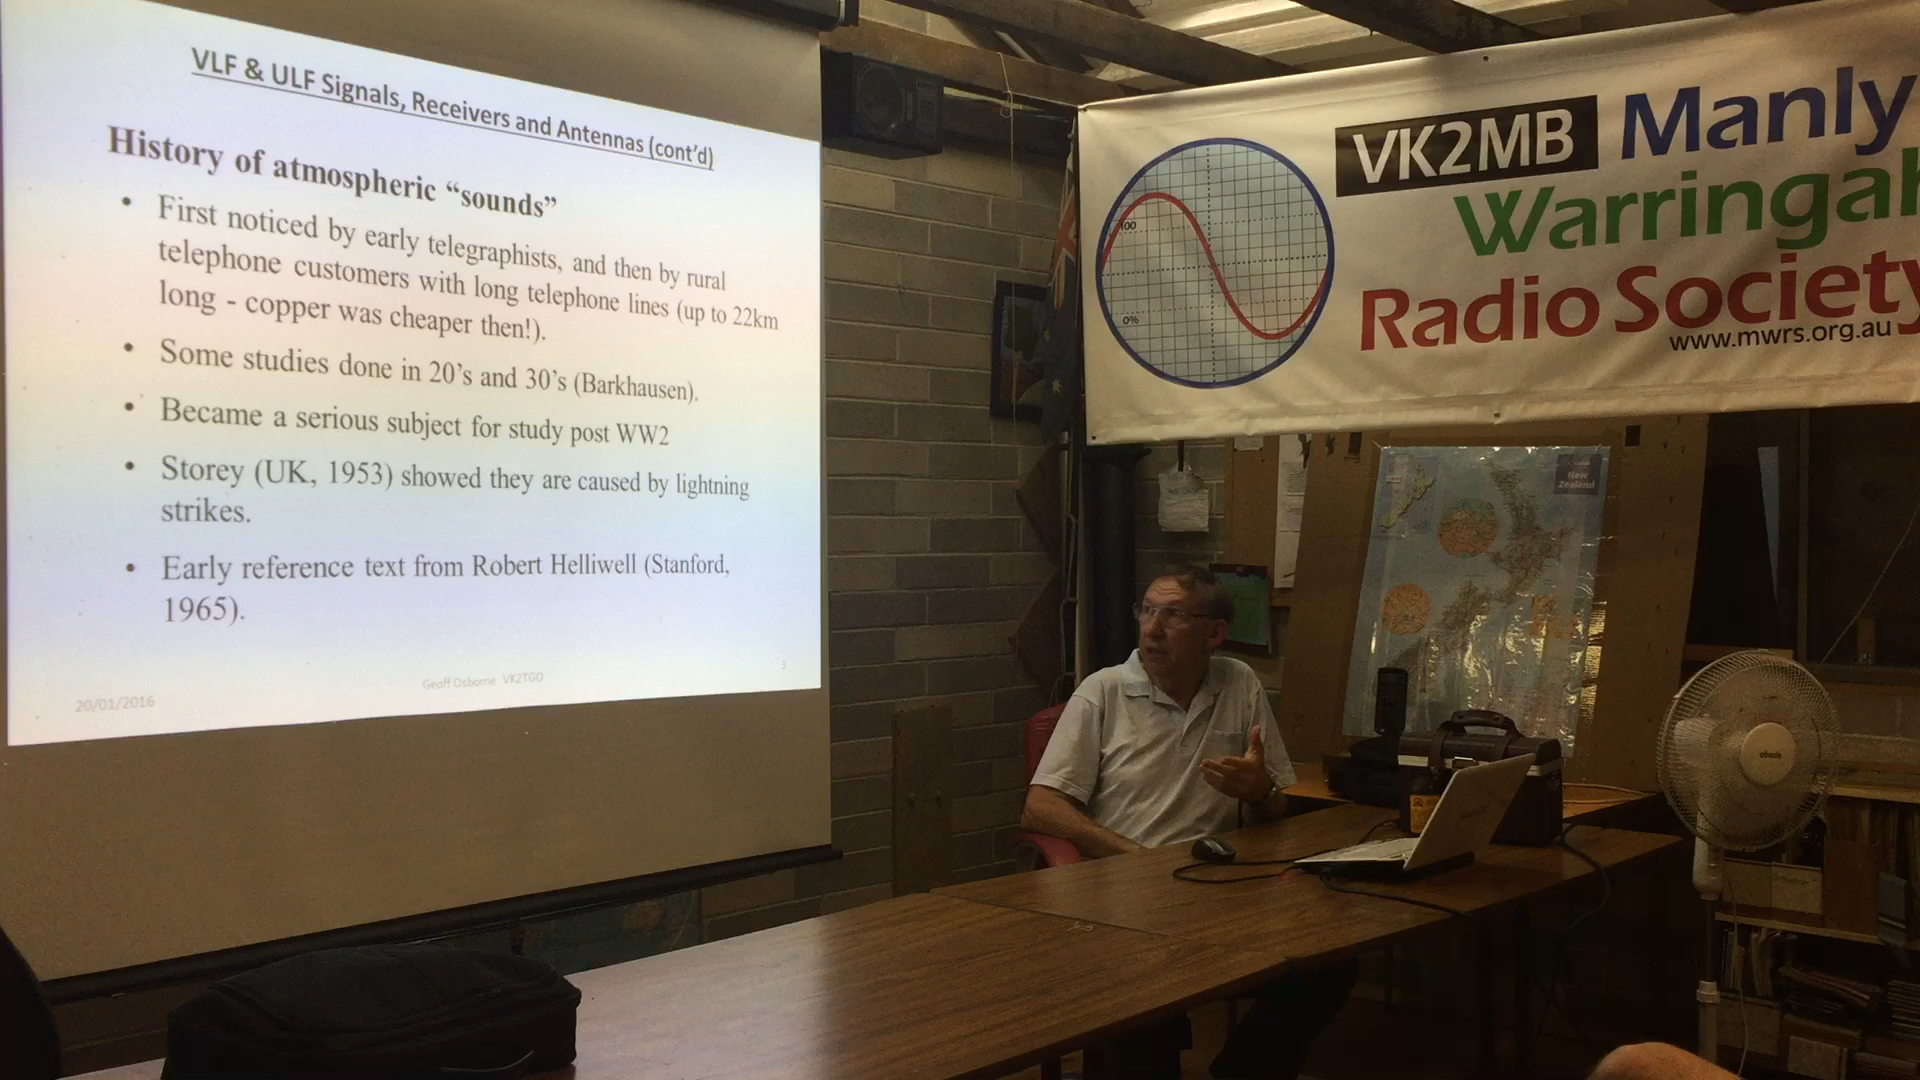 VLF & ULF Signals, Receivers and Antennas (cont'd)
History of atmospheric “sounds”
• First noticed by early telegraphists, and then by rural
telephone customers with long telephone lines (up to 22km
long - copper was cheaper then!).
• Some studies done in 20’s and 30’s (Barkhausen).
• Became a serious subject for study post WW2
• Storey (UK, 1953) showed they are caused by lightning
strikes.
• Early reference text from Robert Helliwell (Stanford,
1965).
20/01/2016
Geoff Osborne VK2TGO
3
VK2MB Manly
Warringah
Radio Society
www.mwrs.org.au
100
0%
New
Zealand